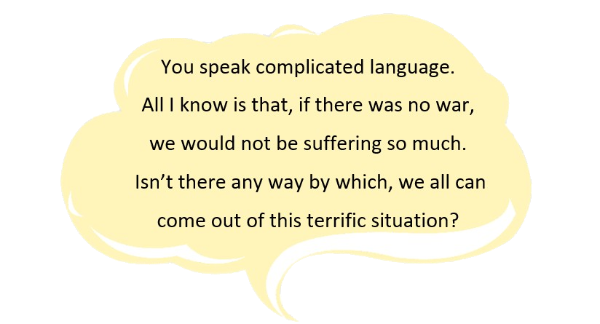 You speak complicated language.
All I know is that, if there was no war,
we would not be suffering so much.
Isn’t there any way by which, we all can
come out of this terrific situation?